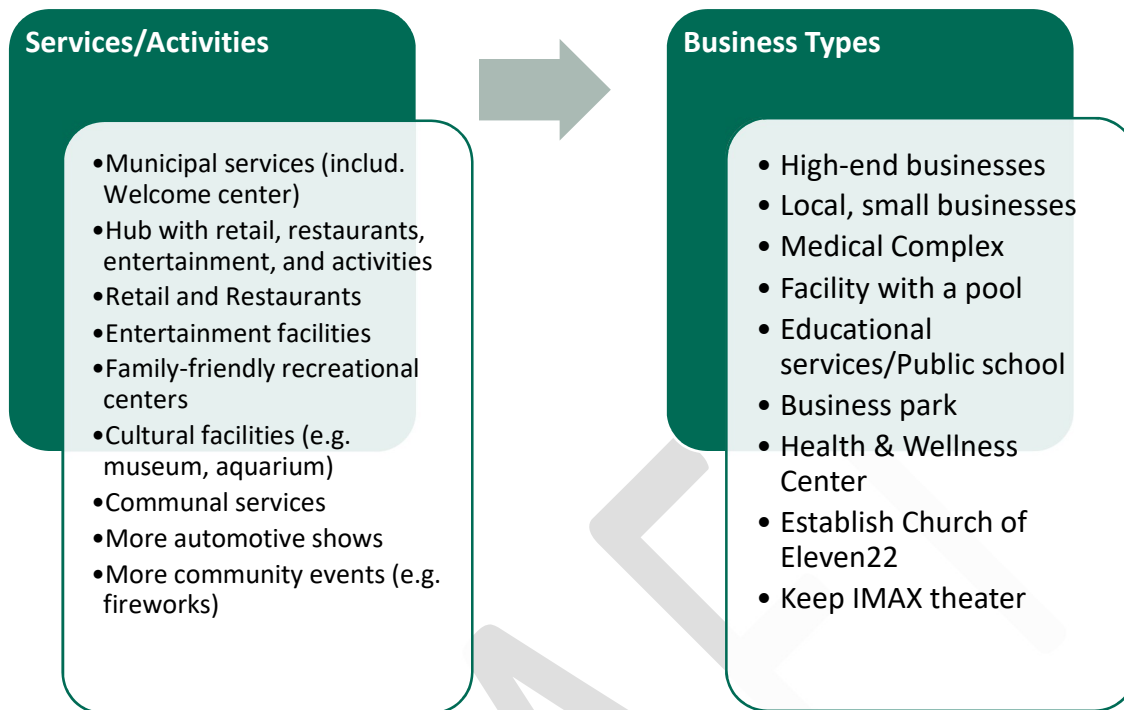 Services/Activities
•Municipal services (includ.
Welcome center)
•Hub with retail, restaurants,
entertainment, and activities
•Retail and Restaurants
•Entertainment facilities
•Family-friendly recreational
centers
•Cultural facilities (e.g.
museum, aquarium)
•Communal services
•More automotive shows
•More community events (e.g.
fireworks)
Business Types
• High-end businesses
• Local, small businesses
• Medical Complex
• Facility with a pool
• Educational
services/Public school
• Business park
• Health & Wellness
Center
• Establish Church of
Eleven22
• Keep IMAX theater